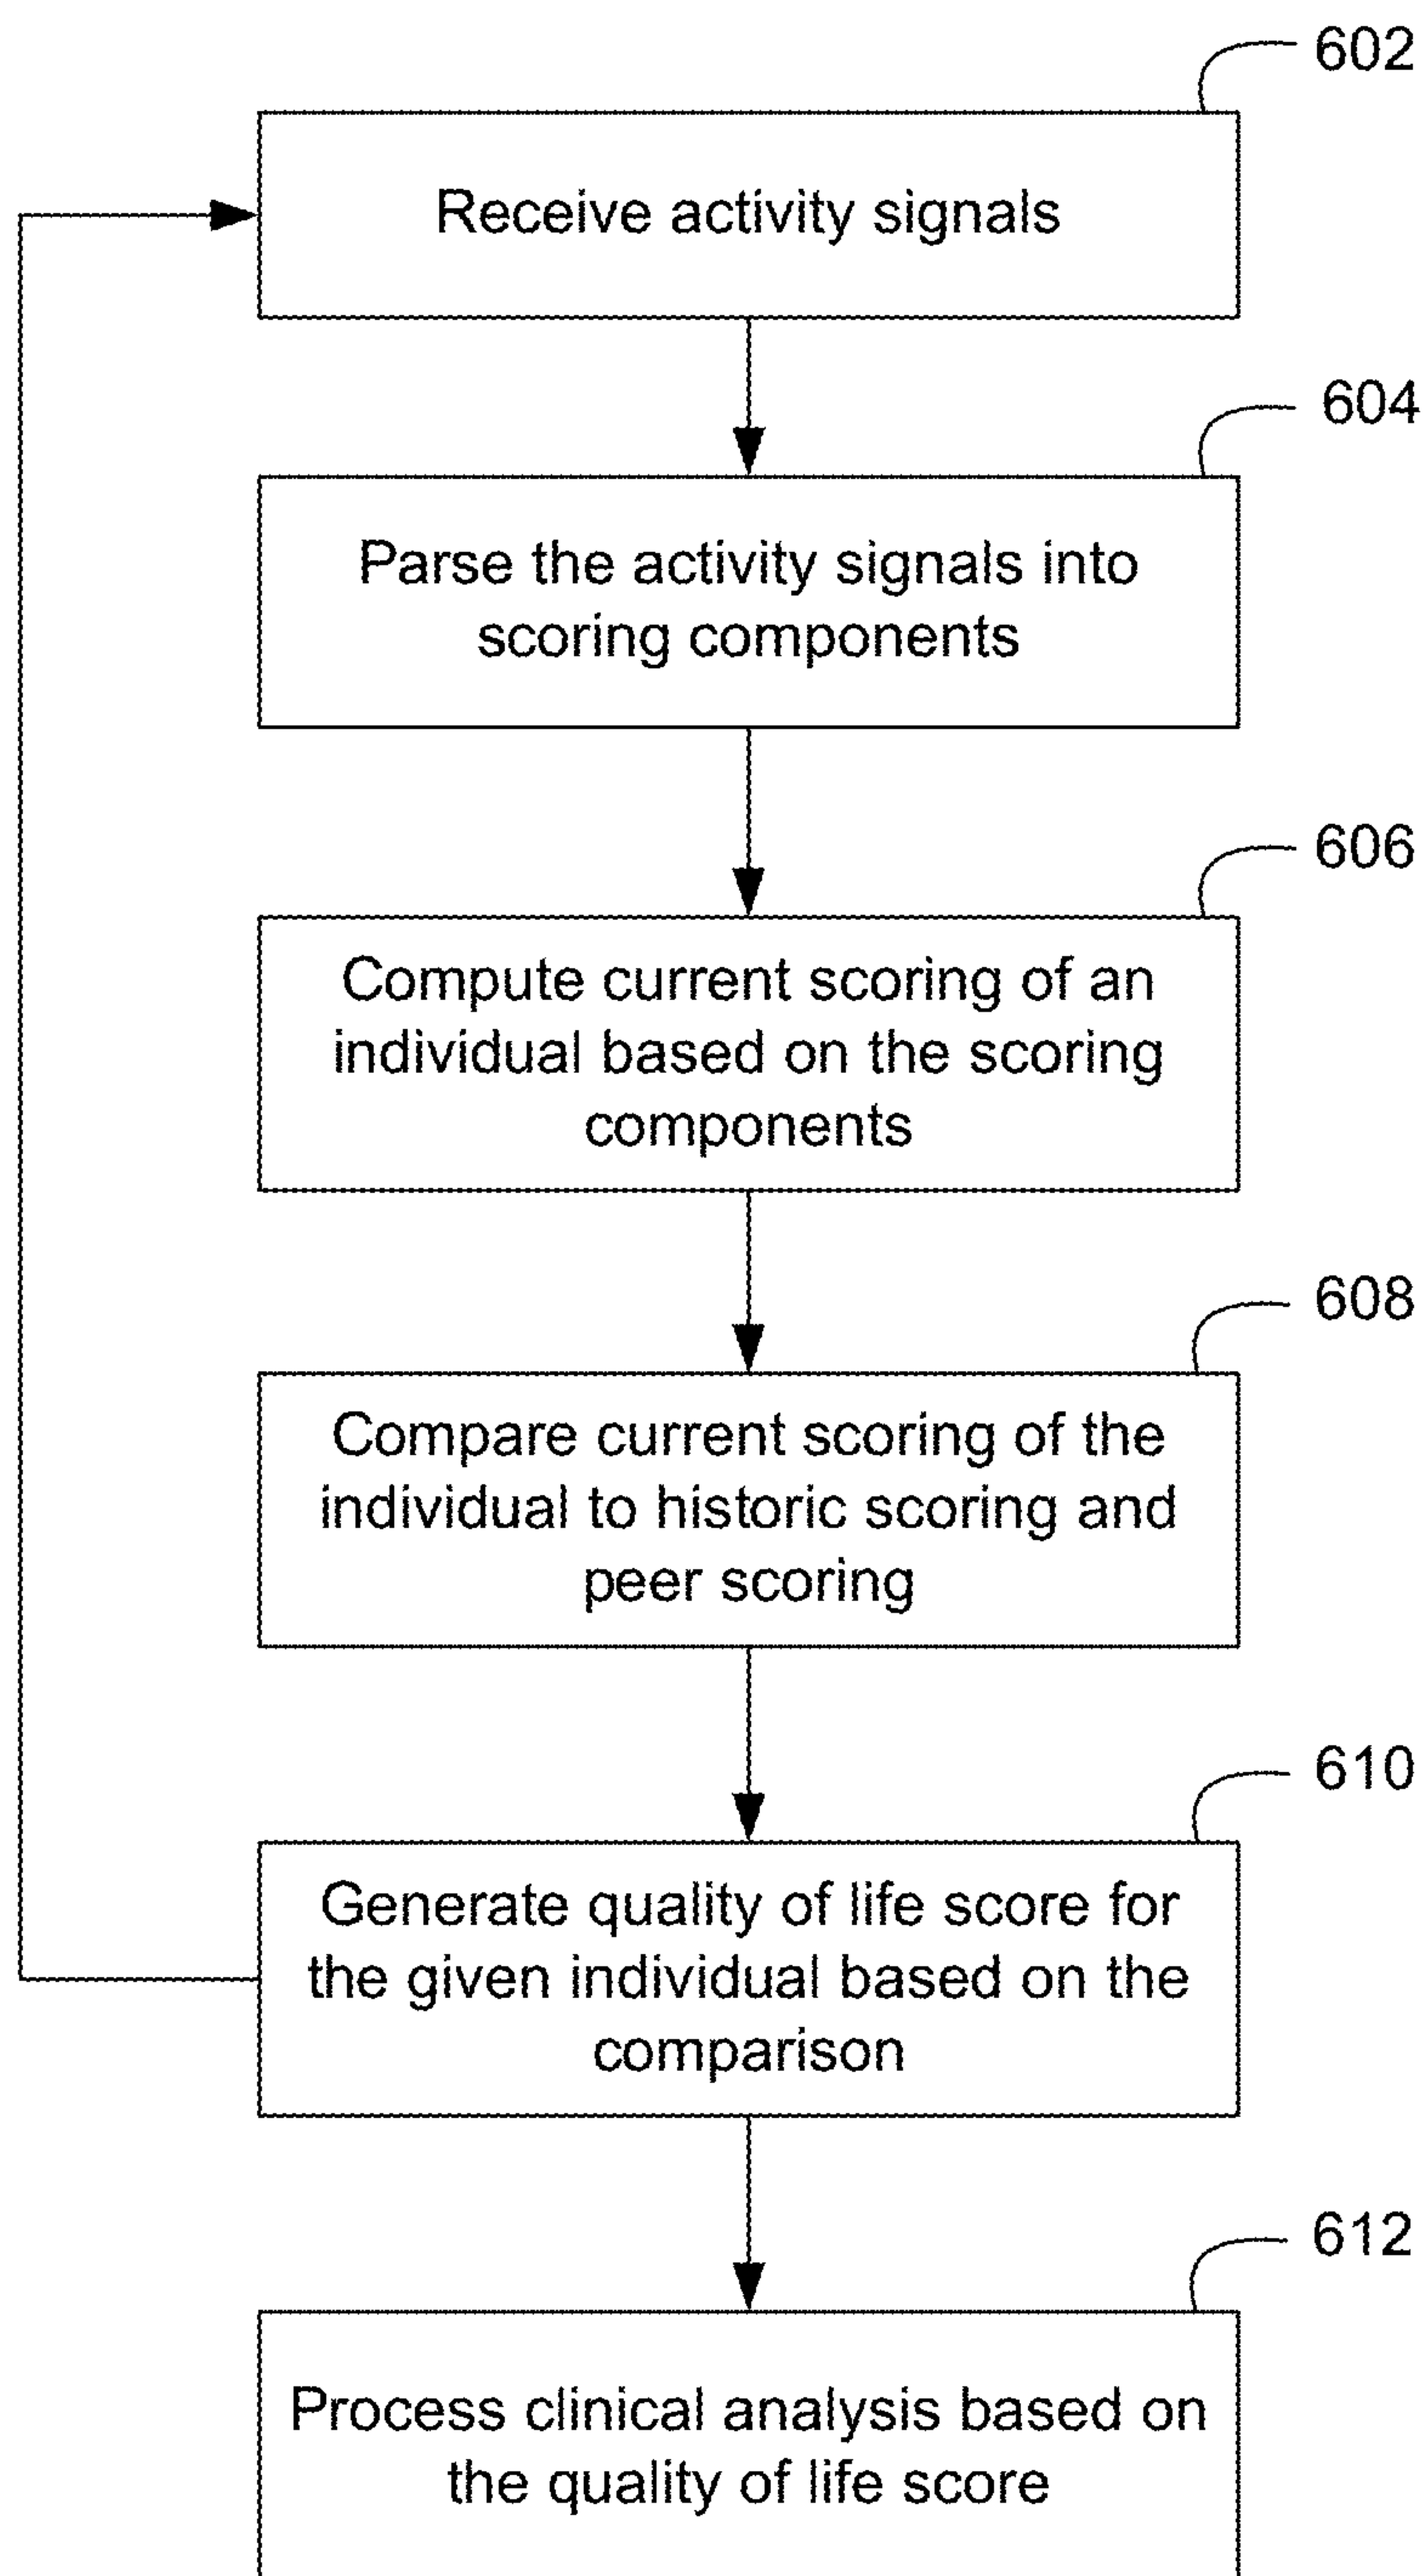 602
Receive activity signals
604
Parse the activity signals into
scoring components
606
Compute current scoring of an
individual based on the scoring
components
608
Compare current scoring of the
individual to historic scoring and
peer scoring
610
Generate quality of life score for
the given individual based on the
comparison
612
Process clinical analysis based on
the quality of life score